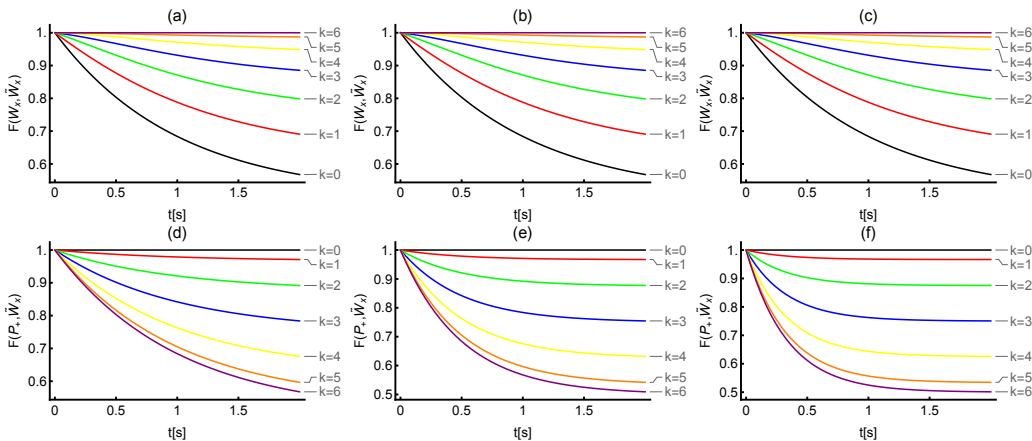 (a)
F(W_x,W̃_x)
1.
0.9
0.8
0.7
0.6
0
0.5
1
1.5
t[s]
k=6
k=5
k=4
k=3
k=2
k=1
k=0
(b)
F(W_x,W̃_x)
1.
0.9
0.8
0.7
0.6
0
0.5
1
1.5
t[s]
k=6
k=5
k=4
k=3
k=2
k=1
k=0
(c)
F(W_x,W̃_x)
1.
0.9
0.8
0.7
0.6
0
0.5
1
1.5
t[s]
k=6
k=5
k=4
k=3
k=2
k=1
k=0
(d)
F(P_+,W̃_x)
1.
0.9
0.8
0.7
0.6
0
0.5
1
1.5
t[s]
k=0
k=1
k=2
k=3
k=4
k=5
k=6
(e)
F(P_+,W̃_x)
1.
0.9
0.8
0.7
0.6
0.5
0
0.5
1
1.5
t[s]
k=0
k=1
k=2
k=3
k=4
k=5
k=6
(f)
F(P_+,W̃_x)
1.
0.9
0.8
0.7
0.6
0.5
0
0.5
1
1.5
t[s]
k=0
k=1
k=2
k=3
k=4
k=5
k=6